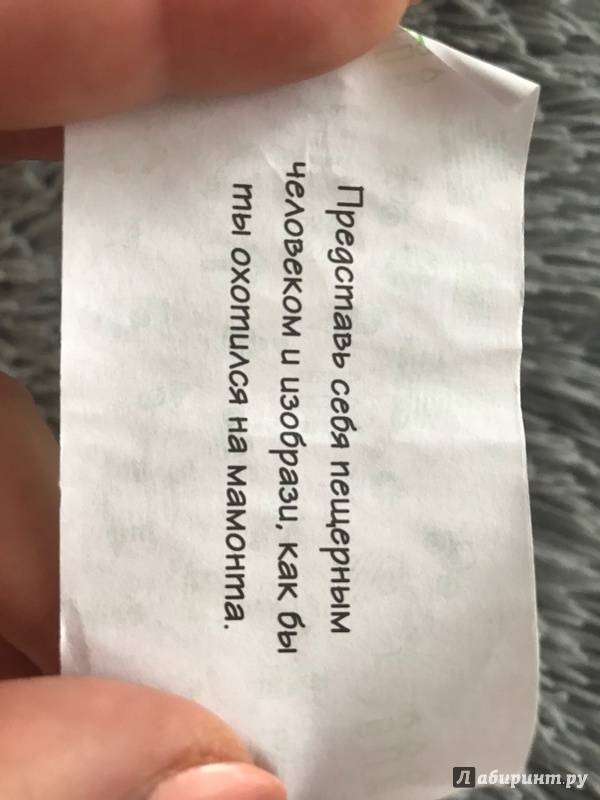 Представь себя пещерным
человеком и изобрази, как бы
ты охотился на мамонта.
Лабиринт.ру